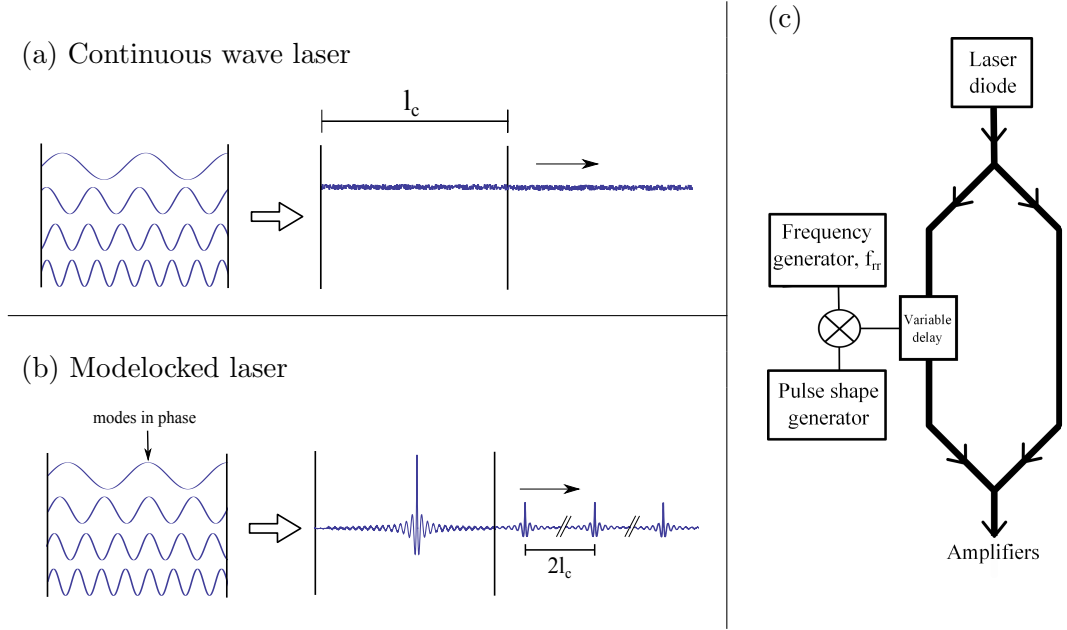 (a) Continuous wave laser
l_c
(b) Modelocked laser
modes in phase
2l_c
(c)
Laser
diode
Frequency
generator, f_rr
Variable
delay
Pulse shape
generator
Amplifiers